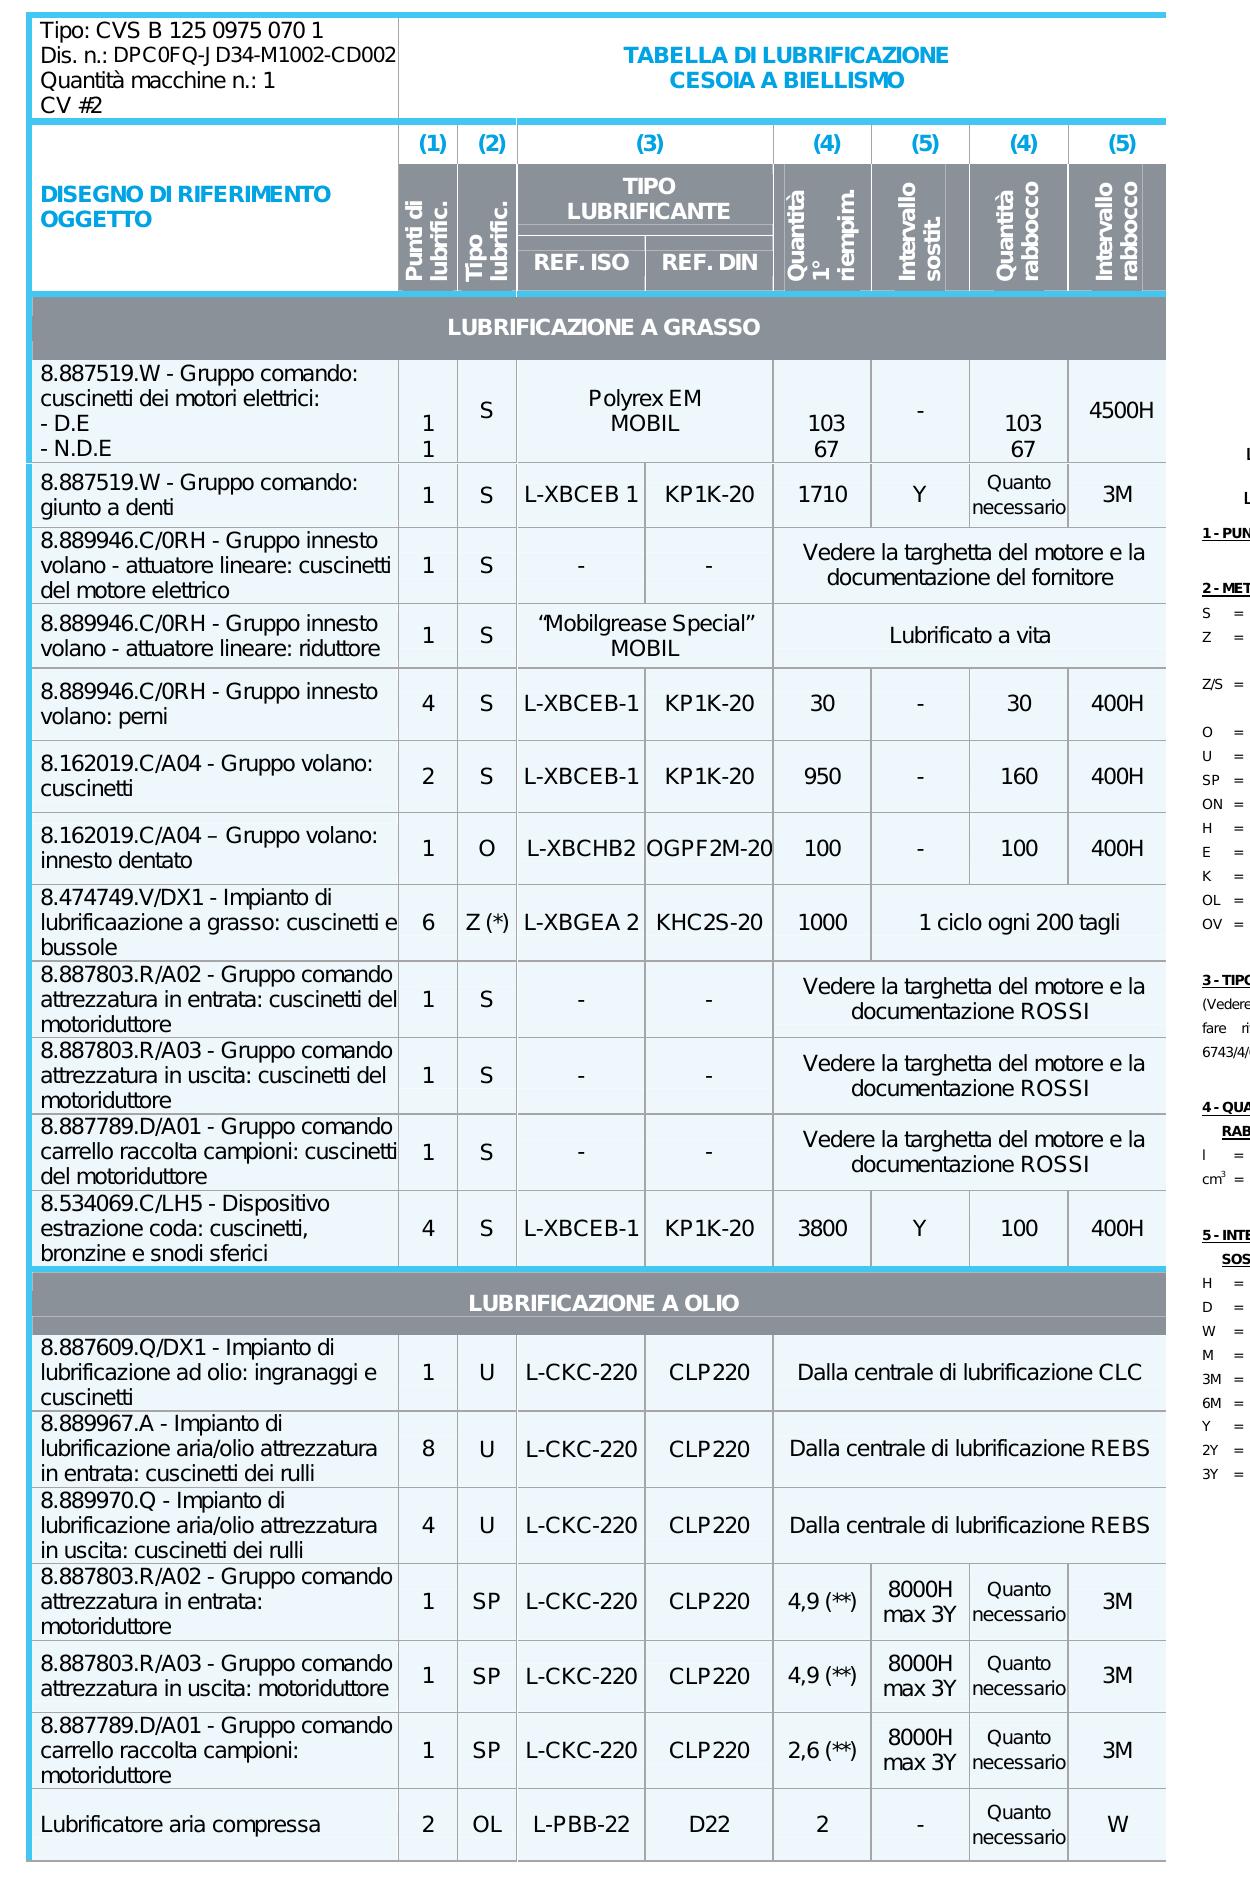 Tipo: CVS B 125 0975 070 1
Dis. n.: DPC0FQ-JD34-M1002-CD002
Quantità macchine n.: 1
CV #2
TABELLA DI LUBRIFICAZIONE
CESOIA A BIELLISMO
(1) (2) (3) (4) (5) (4) (5)
DISEGNO DI RIFERIMENTO
OGGETTO
Punti di
lubrific.
Tipo
lubrific.
TIPO
LUBRIFICANTE
REF. ISO REF. DIN
Quantità
1°
riempim.
Intervallo
sostit.
Quantità
rabbocco
Intervallo
rabbocco
LUBRIFICAZIONE A GRASSO
8.887519.W - Gruppo comando:
cuscinetti dei motori elettrici:
- D.E
- N.D.E
1
1
S
Polyrex EM
MOBIL
103
67
-
103
67
4500H
8.887519.W - Gruppo comando:
giunto a denti
1 S L-XBCEB 1 KP1K-20 1710 Y
Quanto
necessario
3M
8.889946.C/0RH - Gruppo innesto
volano - attuatore lineare: cuscinetti
del motore elettrico
1 S - -
Vedere la targhetta del motore e la
documentazione del fornitore
8.889946.C/0RH - Gruppo innesto
volano - attuatore lineare: riduttore
1 S
“Mobilgrease Special”
MOBIL
Lubrificato a vita
8.889946.C/0RH - Gruppo innesto
volano: perni
4 S L-XBCEB-1 KP1K-20 30 - 30 400H
8.162019.C/A04 - Gruppo volano:
cuscinetti
2 S L-XBCEB-1 KP1K-20 950 - 160 400H
8.162019.C/A04 – Gruppo volano:
innesto dentato
1 O L-XBCHB2 OGPF2M-20 100 - 100 400H
8.474749.V/DX1 - Impianto di
lubrificaazione a grasso: cuscinetti e
bussole
6 Z (*) L-XBGEA 2 KHC2S-20 1000 1 ciclo ogni 200 tagli
8.887803.R/A02 - Gruppo comando
attrezzatura in entrata: cuscinetti del
motoriduttore
1 S - -
Vedere la targhetta del motore e la
documentazione ROSSI
8.887803.R/A03 - Gruppo comando
attrezzatura in uscita: cuscinetti del
motoriduttore
1 S - -
Vedere la targhetta del motore e la
documentazione ROSSI
8.887789.D/A01 - Gruppo comando
carrello raccolta campioni: cuscinetti
del motoriduttore
1 S - -
Vedere la targhetta del motore e la
documentazione ROSSI
8.534069.C/LH5 - Dispositivo
estrazione coda: cuscinetti,
bronzine e snodi sferici
4 S L-XBCEB-1 KP1K-20 3800 Y 100 400H
LUBRIFICAZIONE A OLIO
8.887609.Q/DX1 - Impianto di
lubrificazione ad olio: ingranaggi e
cuscinetti
1 U L-CKC-220 CLP220 Dalla centrale di lubrificazione CLC
8.889967.A - Impianto di
lubrificazione aria/olio attrezzatura
in entrata: cuscinetti dei rulli
8 U L-CKC-220 CLP220 Dalla centrale di lubrificazione REBS
8.889970.Q - Impianto di
lubrificazione aria/olio attrezzatura
in uscita: cuscinetti dei rulli
4 U L-CKC-220 CLP220 Dalla centrale di lubrificazione REBS
8.887803.R/A02 - Gruppo comando
attrezzatura in entrata:
motoriduttore
1 SP L-CKC-220 CLP220 4,9 (**)
8000H
max 3Y
Quanto
necessario
3M
8.887803.R/A03 - Gruppo comando
attrezzatura in uscita: motoriduttore
1 SP L-CKC-220 CLP220 4,9 (**)
8000H
max 3Y
Quanto
necessario
3M
8.887789.D/A01 - Gruppo comando
carrello raccolta campioni:
motoriduttore
1 SP L-CKC-220 CLP220 2,6 (**)
8000H
max 3Y
Quanto
necessario
3M
Lubrificatore aria compressa
2 OL L-PBB-22 D22 2 -
Quanto
necessario
W
L
L
1 - PUN
2 - MET
S =
Z =
Z/S =
O =
U =
SP =
ON =
H =
E =
K =
OL =
OV =
3 - TIPO
(Vedere
fare
6743/4/
4 - QUA
RAB
l =
cm³ =
5 - INTE
SOS
H =
D =
W =
M =
3M =
6M =
Y =
2Y =
3Y =